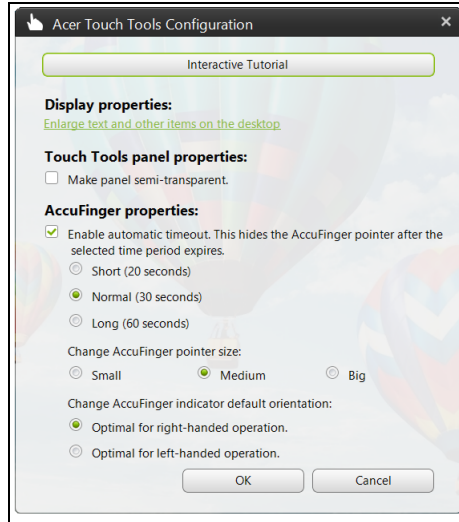 Acer Touch Tools Configuration
Interactive Tutorial
Display properties:
Enlarge text and other items on the desktop
Touch Tools panel properties:
Make panel semi-transparent.
AccuFinger properties:
Enable automatic timeout. This hides the AccuFinger pointer after the
selected time period expires.
Short (20 seconds)
Normal (30 seconds)
Long (60 seconds)
Change AccuFinger pointer size:
Small Medium Big
Change AccuFinger indicator default orientation:
Optimal for right-handed operation.
Optimal for left-handed operation.
OK Cancel